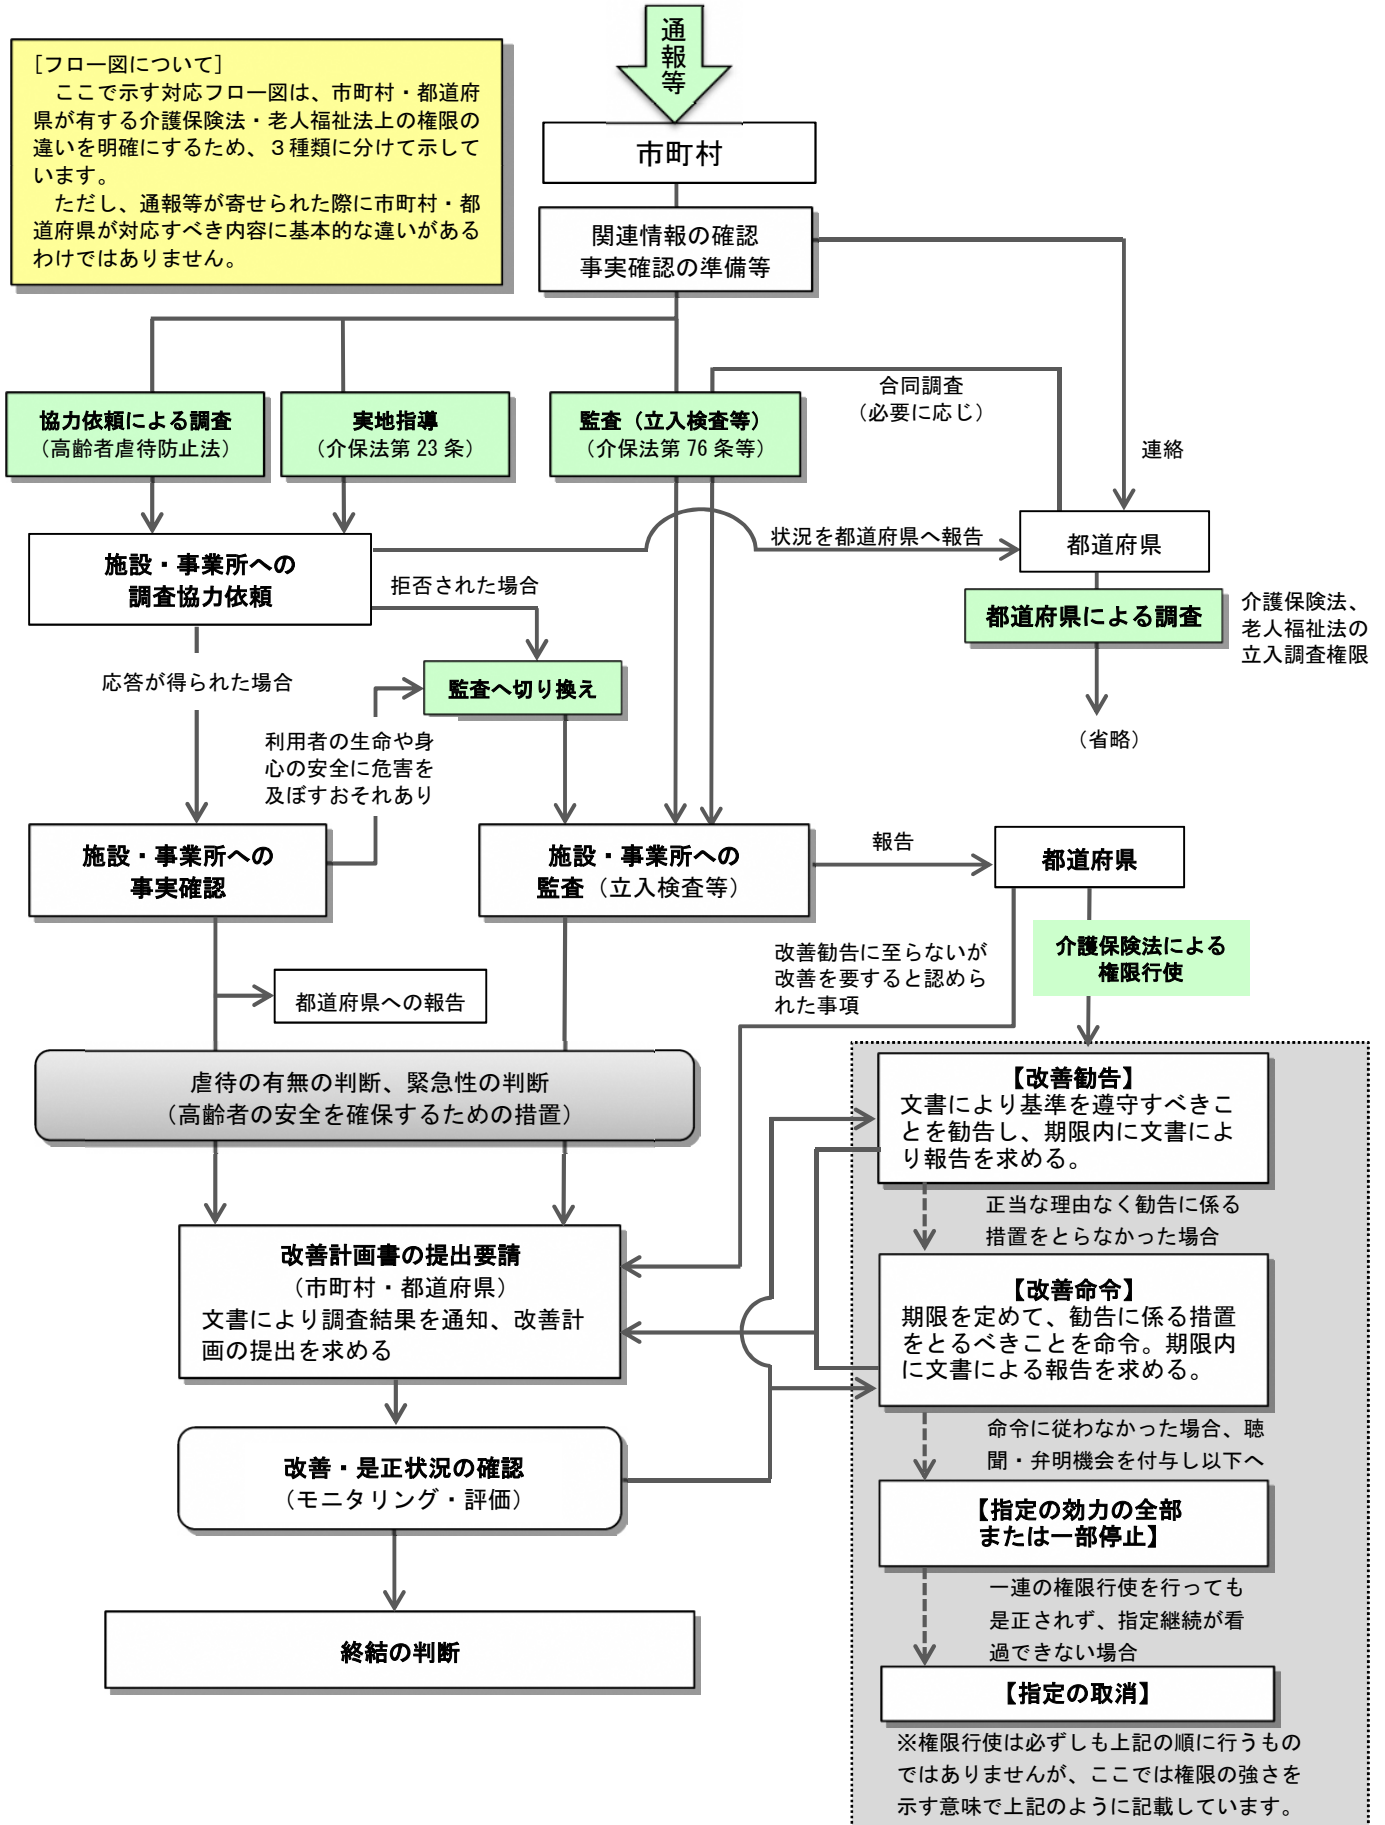 通報等
[フロー図について]
ここで示す対応フロー図は、市町村・都道府
県が有する介護保険法・老人福祉法上の権限の
違いを明確にするため、３種類に分けて示して
います。
ただし、通報等が寄せられた際に市町村・都
道府県が対応すべき内容に基本的な違いがある
わけではありません。
市町村
関連情報の確認
事実確認の準備等
協力依頼による調査
（高齢者虐待防止法）
実地指導
（介保法第 23 条）
監査（立入検査等）
（介保法第 76 条等）
合同調査
（必要に応じ）
連絡
施設・事業所への
調査協力依頼
状況を都道府県へ報告
都道府県
拒否された場合
都道府県による調査
介護保険法、
老人福祉法の
立入調査権限
応答が得られた場合
監査へ切り換え
（省略）
利用者の生命や身
心の安全に危害を
及ぼすおそれあり
施設・事業所への
事実確認
施設・事業所への
監査（立入検査等）
報告
都道府県
改善勧告に至らないが
改善を要すると認めら
れた事項
介護保険法による
権限行使
都道府県への報告
虐待の有無の判断、緊急性の判断
（高齢者の安全を確保するための措置）
【改善勧告】
文書により基準を遵守すべきこ
とを勧告し、期限内に文書によ
り報告を求める。
正当な理由なく勧告に係る
措置をとらなかった場合
改善計画書の提出要請
（市町村・都道府県）
文書により調査結果を通知、改善計
画の提出を求める
【改善命令】
期限を定めて、勧告に係る措置
をとるべきことを命令。期限内
に文書による報告を求める。
命令に従わなかった場合、聴
聞・弁明機会を付与し以下へ
改善・是正状況の確認
（モニタリング・評価）
【指定の効力の全部
または一部停止】
一連の権限行使を行っても
是正されず、指定継続が看
過できない場合
終結の判断
【指定の取消】
※権限行使は必ずしも上記の順に行うもの
ではありませんが、ここでは権限の強さを
示す意味で上記のように記載しています。